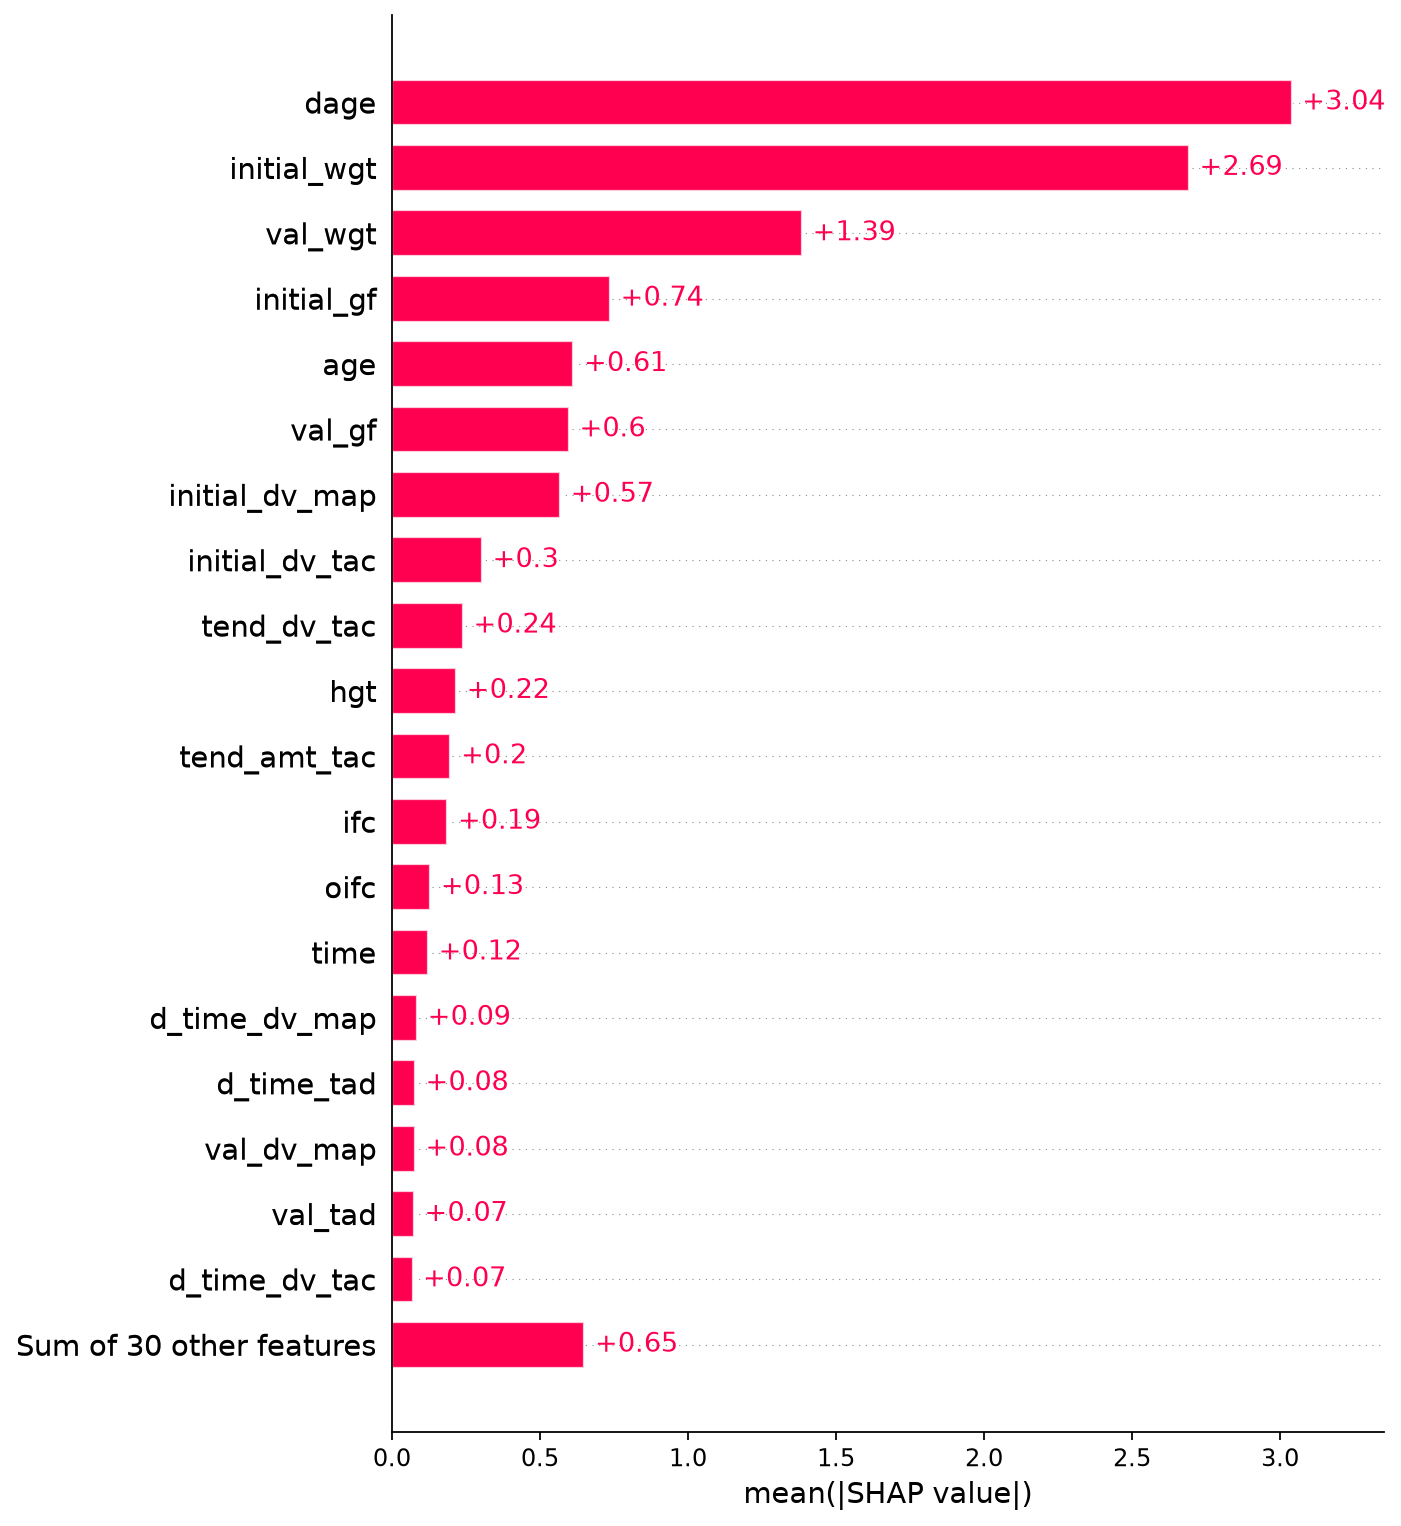 dage +3.04
initial_wgt +2.69
val_wgt +1.39
initial_gf +0.74
age +0.61
val_gf +0.6
initial_dv_map +0.57
initial_dv_tac +0.3
tend_dv_tac +0.24
hgt +0.22
tend_amt_tac +0.2
ifc +0.19
oifc +0.13
time +0.12
d_time_dv_map +0.09
d_time_tad +0.08
val_dv_map +0.08
val_tad +0.07
d_time_dv_tac +0.07
Sum of 30 other features +0.65
0.0 0.5 1.0 1.5 2.0 2.5 3.0
mean(|SHAP value|)